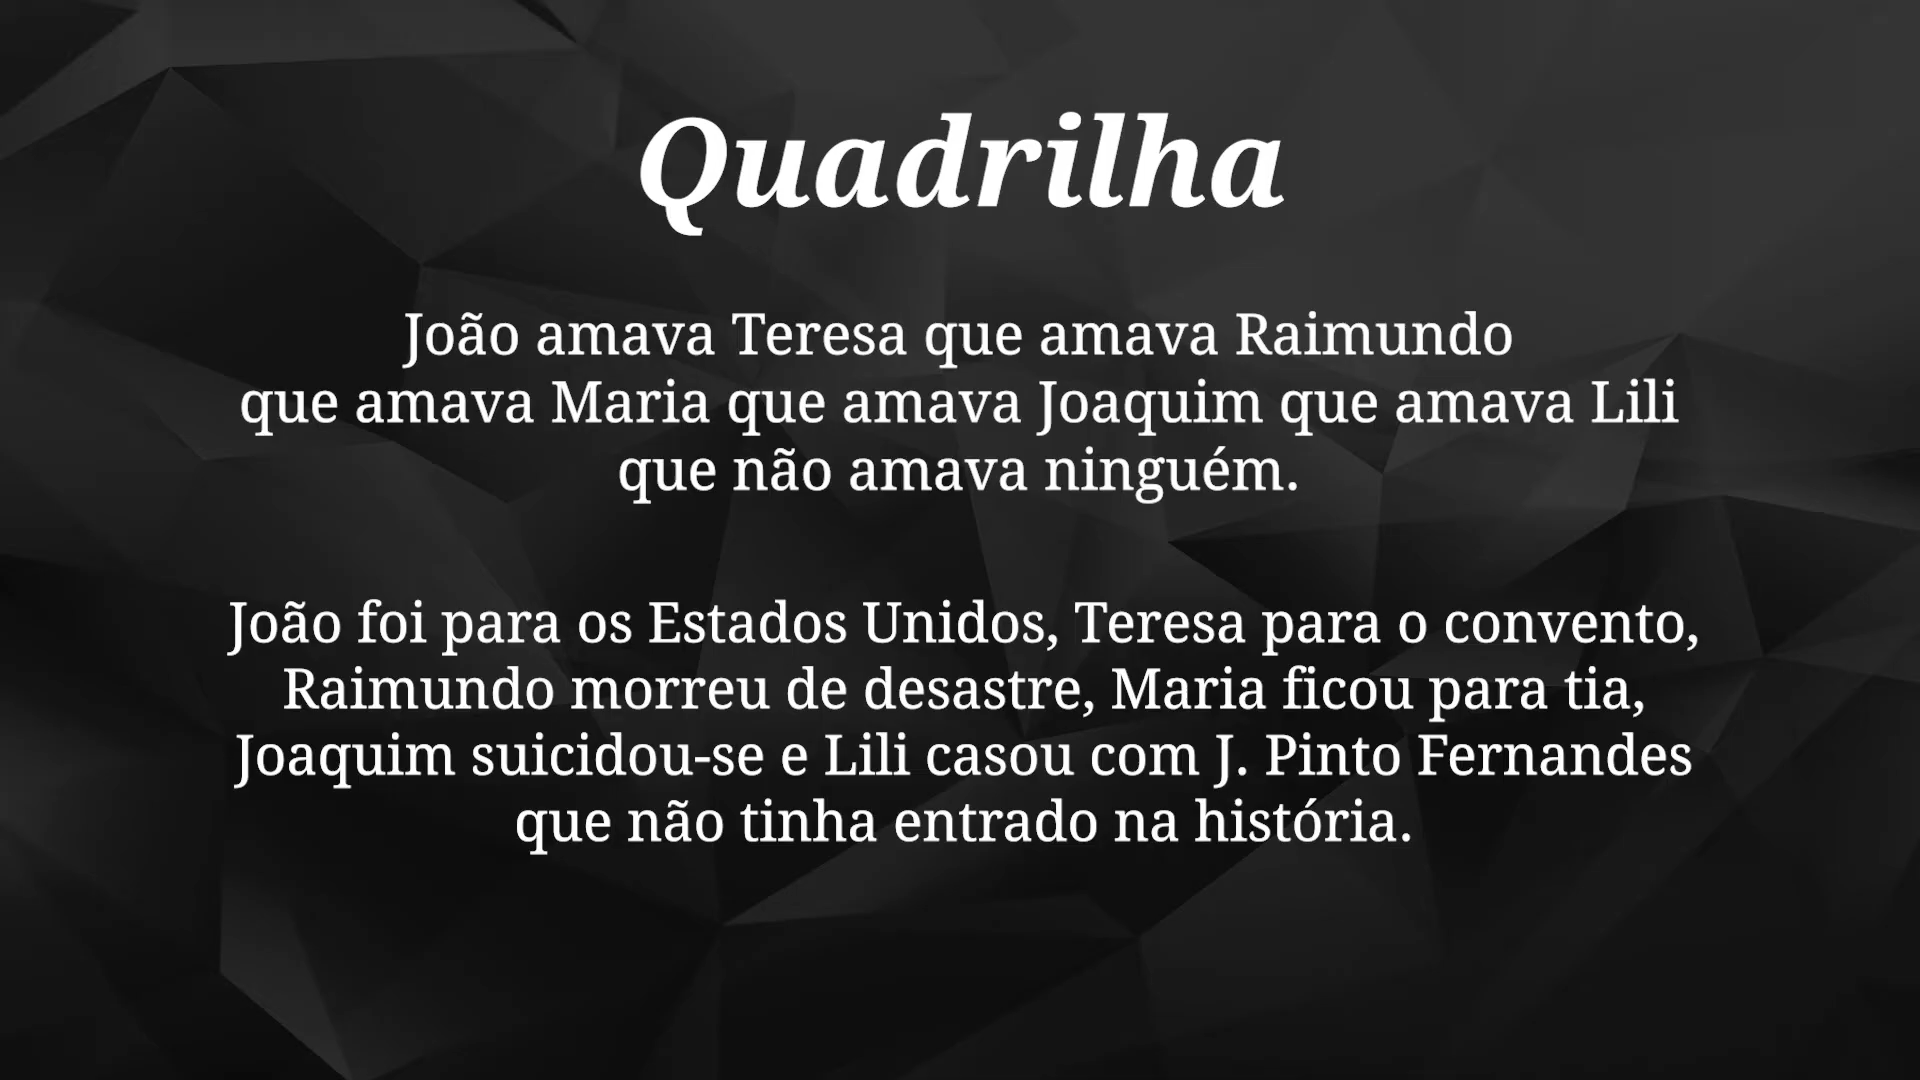 Quadrilha
João amava Teresa que amava Raimundo
que amava Maria que amava Joaquim que amava Lili
que não amava ninguém.
João foi para os Estados Unidos, Teresa para o convento,
Raimundo morreu de desastre, Maria ficou para tia,
Joaquim suicidou-se e Lili casou com J. Pinto Fernandes
que não tinha entrado na história.